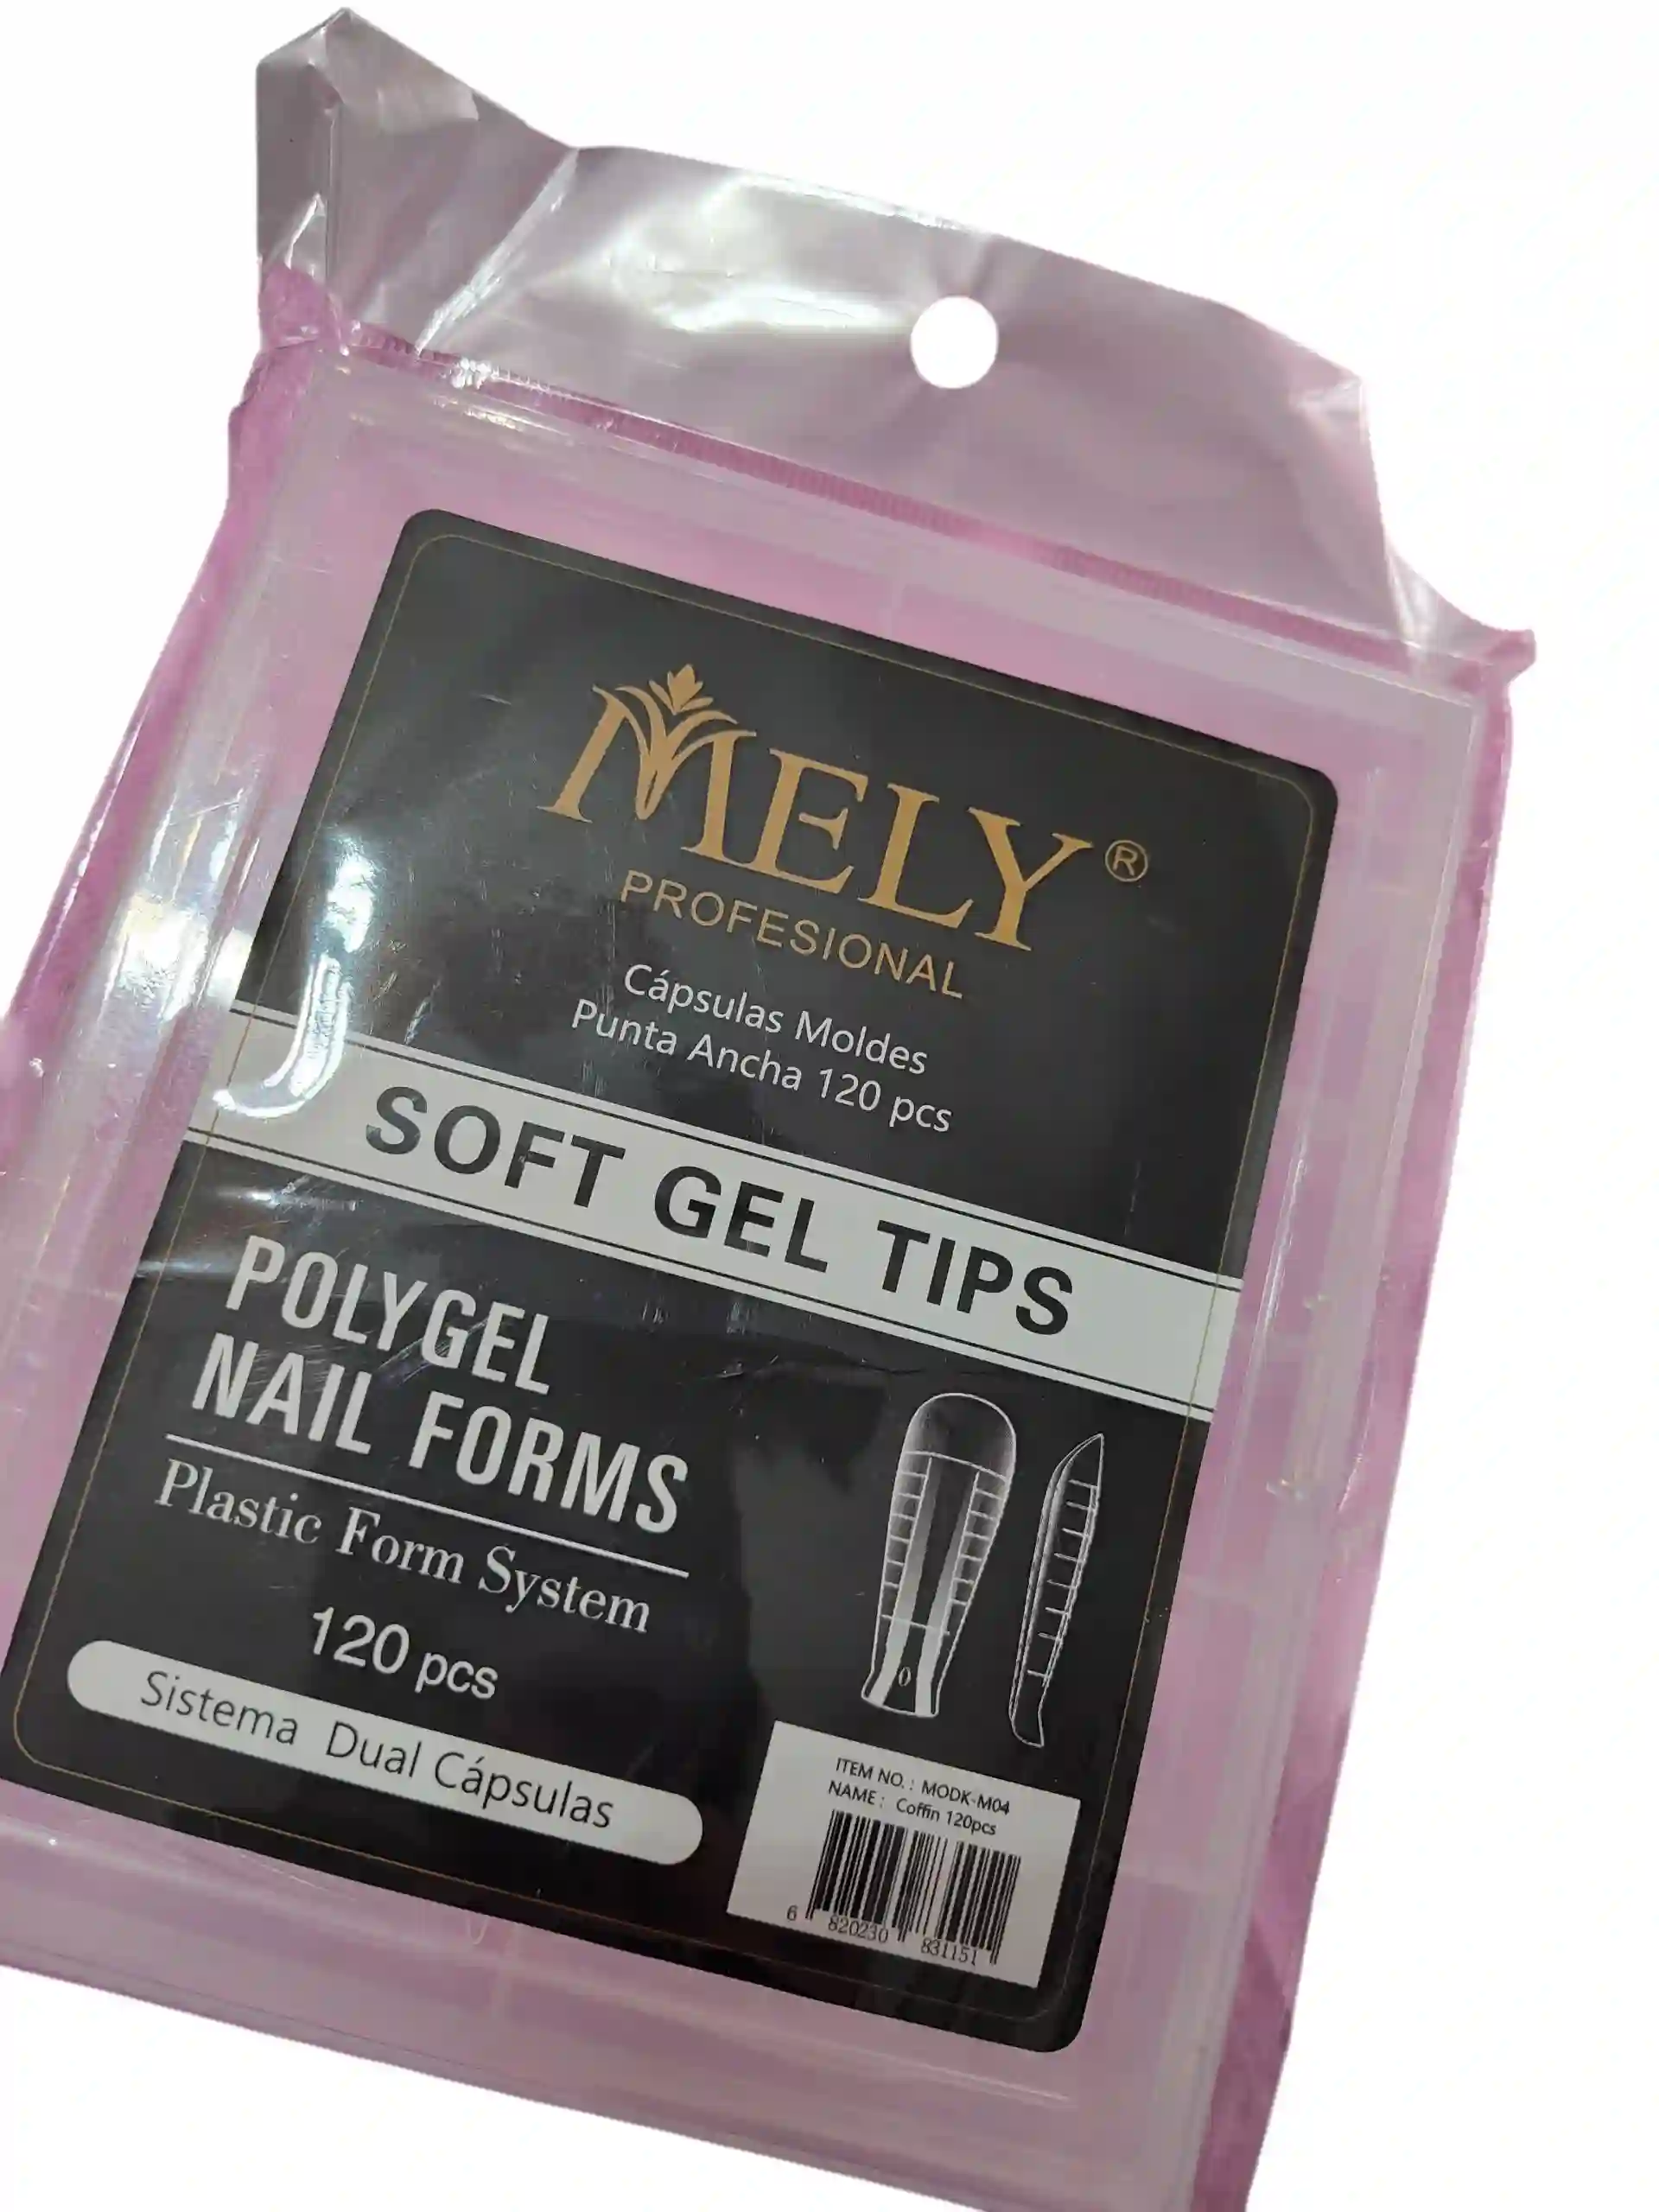 MELY®
PROFESIONAL
Cápsulas Moldes
Punta Ancha 120 pcs
SOFT GEL TIPS
POLYGEL
NAIL FORMS
Plastic Form System
120 pcs
Sistema Dual Cápsulas
0
ITEM NO.: MODK-M04
NAME: Coffin 120pcs
6 820230 831151